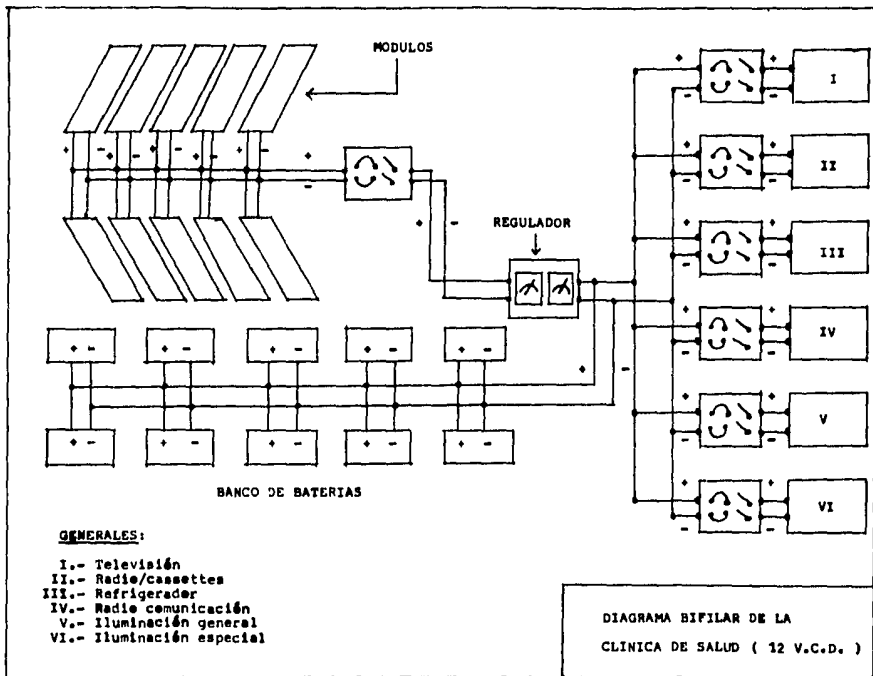 MODULOS
+ - + - + - + - + -
+
-
+
-
REGULADOR
+ - + - + - + - + -
+
-
+ - + - + - + - + -
BANCO DE BATERIAS
+ + I
- -
+ + II
- -
+ + III
- -
+ + IV
- -
+ + V
- -
+ + VI
- -
GENERALES:
I.- Televisión
II.- Radio/cassettes
III.- Refrigerador
IV.- Radio comunicación
V.- Iluminación general
VI.- Iluminación especial
DIAGRAMA BIFILAR DE LA
CLINICA DE SALUD ( 12 V.C.D. )